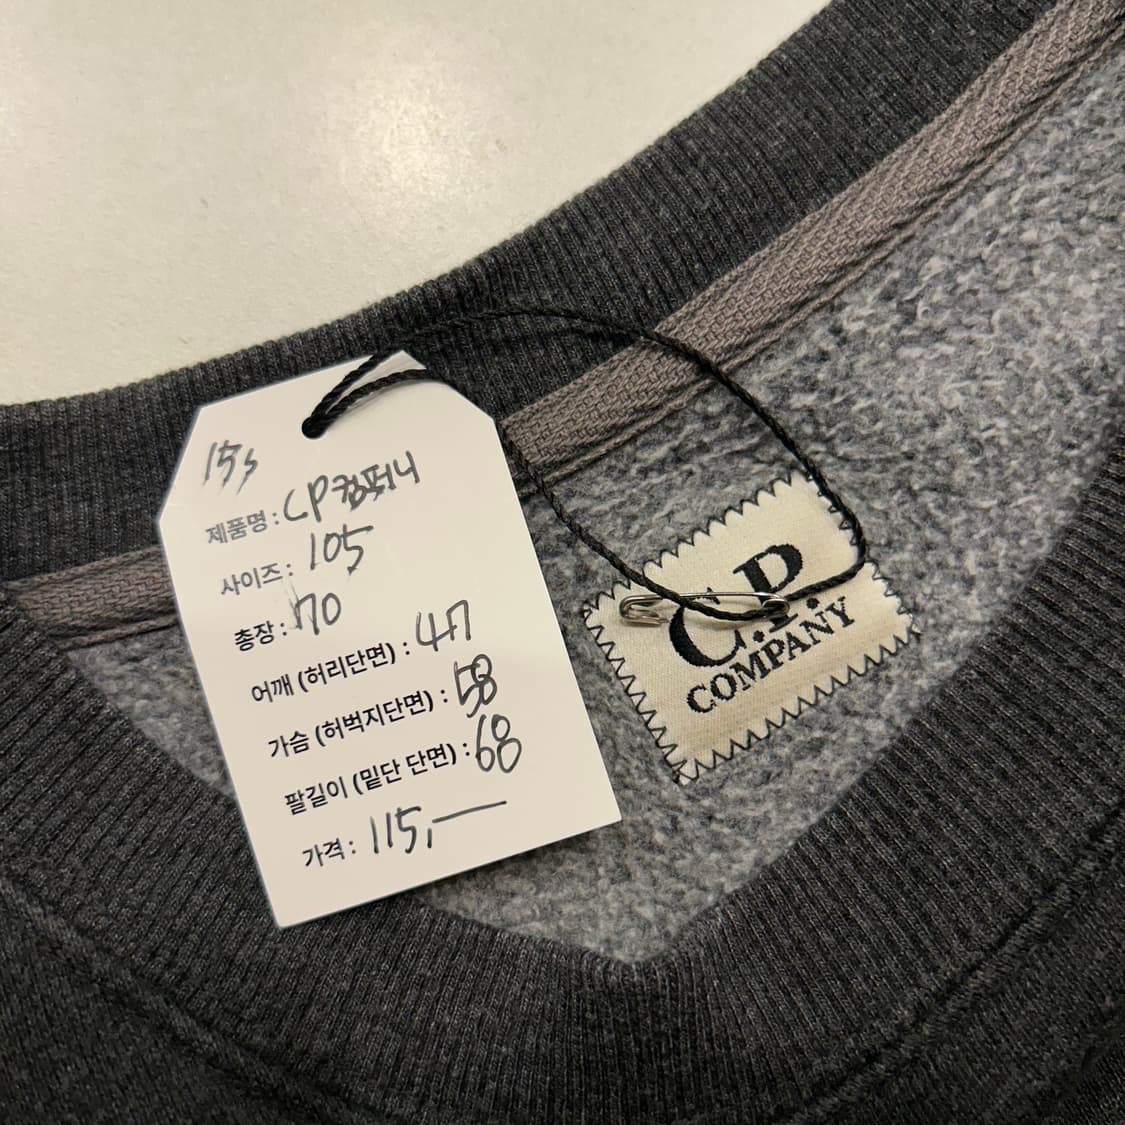 15s
제품명 : CP컴퍼니
사이즈 : 105
총장 : 70
어깨 (허리단면) : 47
가슴 (허벅지단면) : 58
팔길이 (밑단 단면) : 68
가격 : 115,—
C.P.
COMPANY